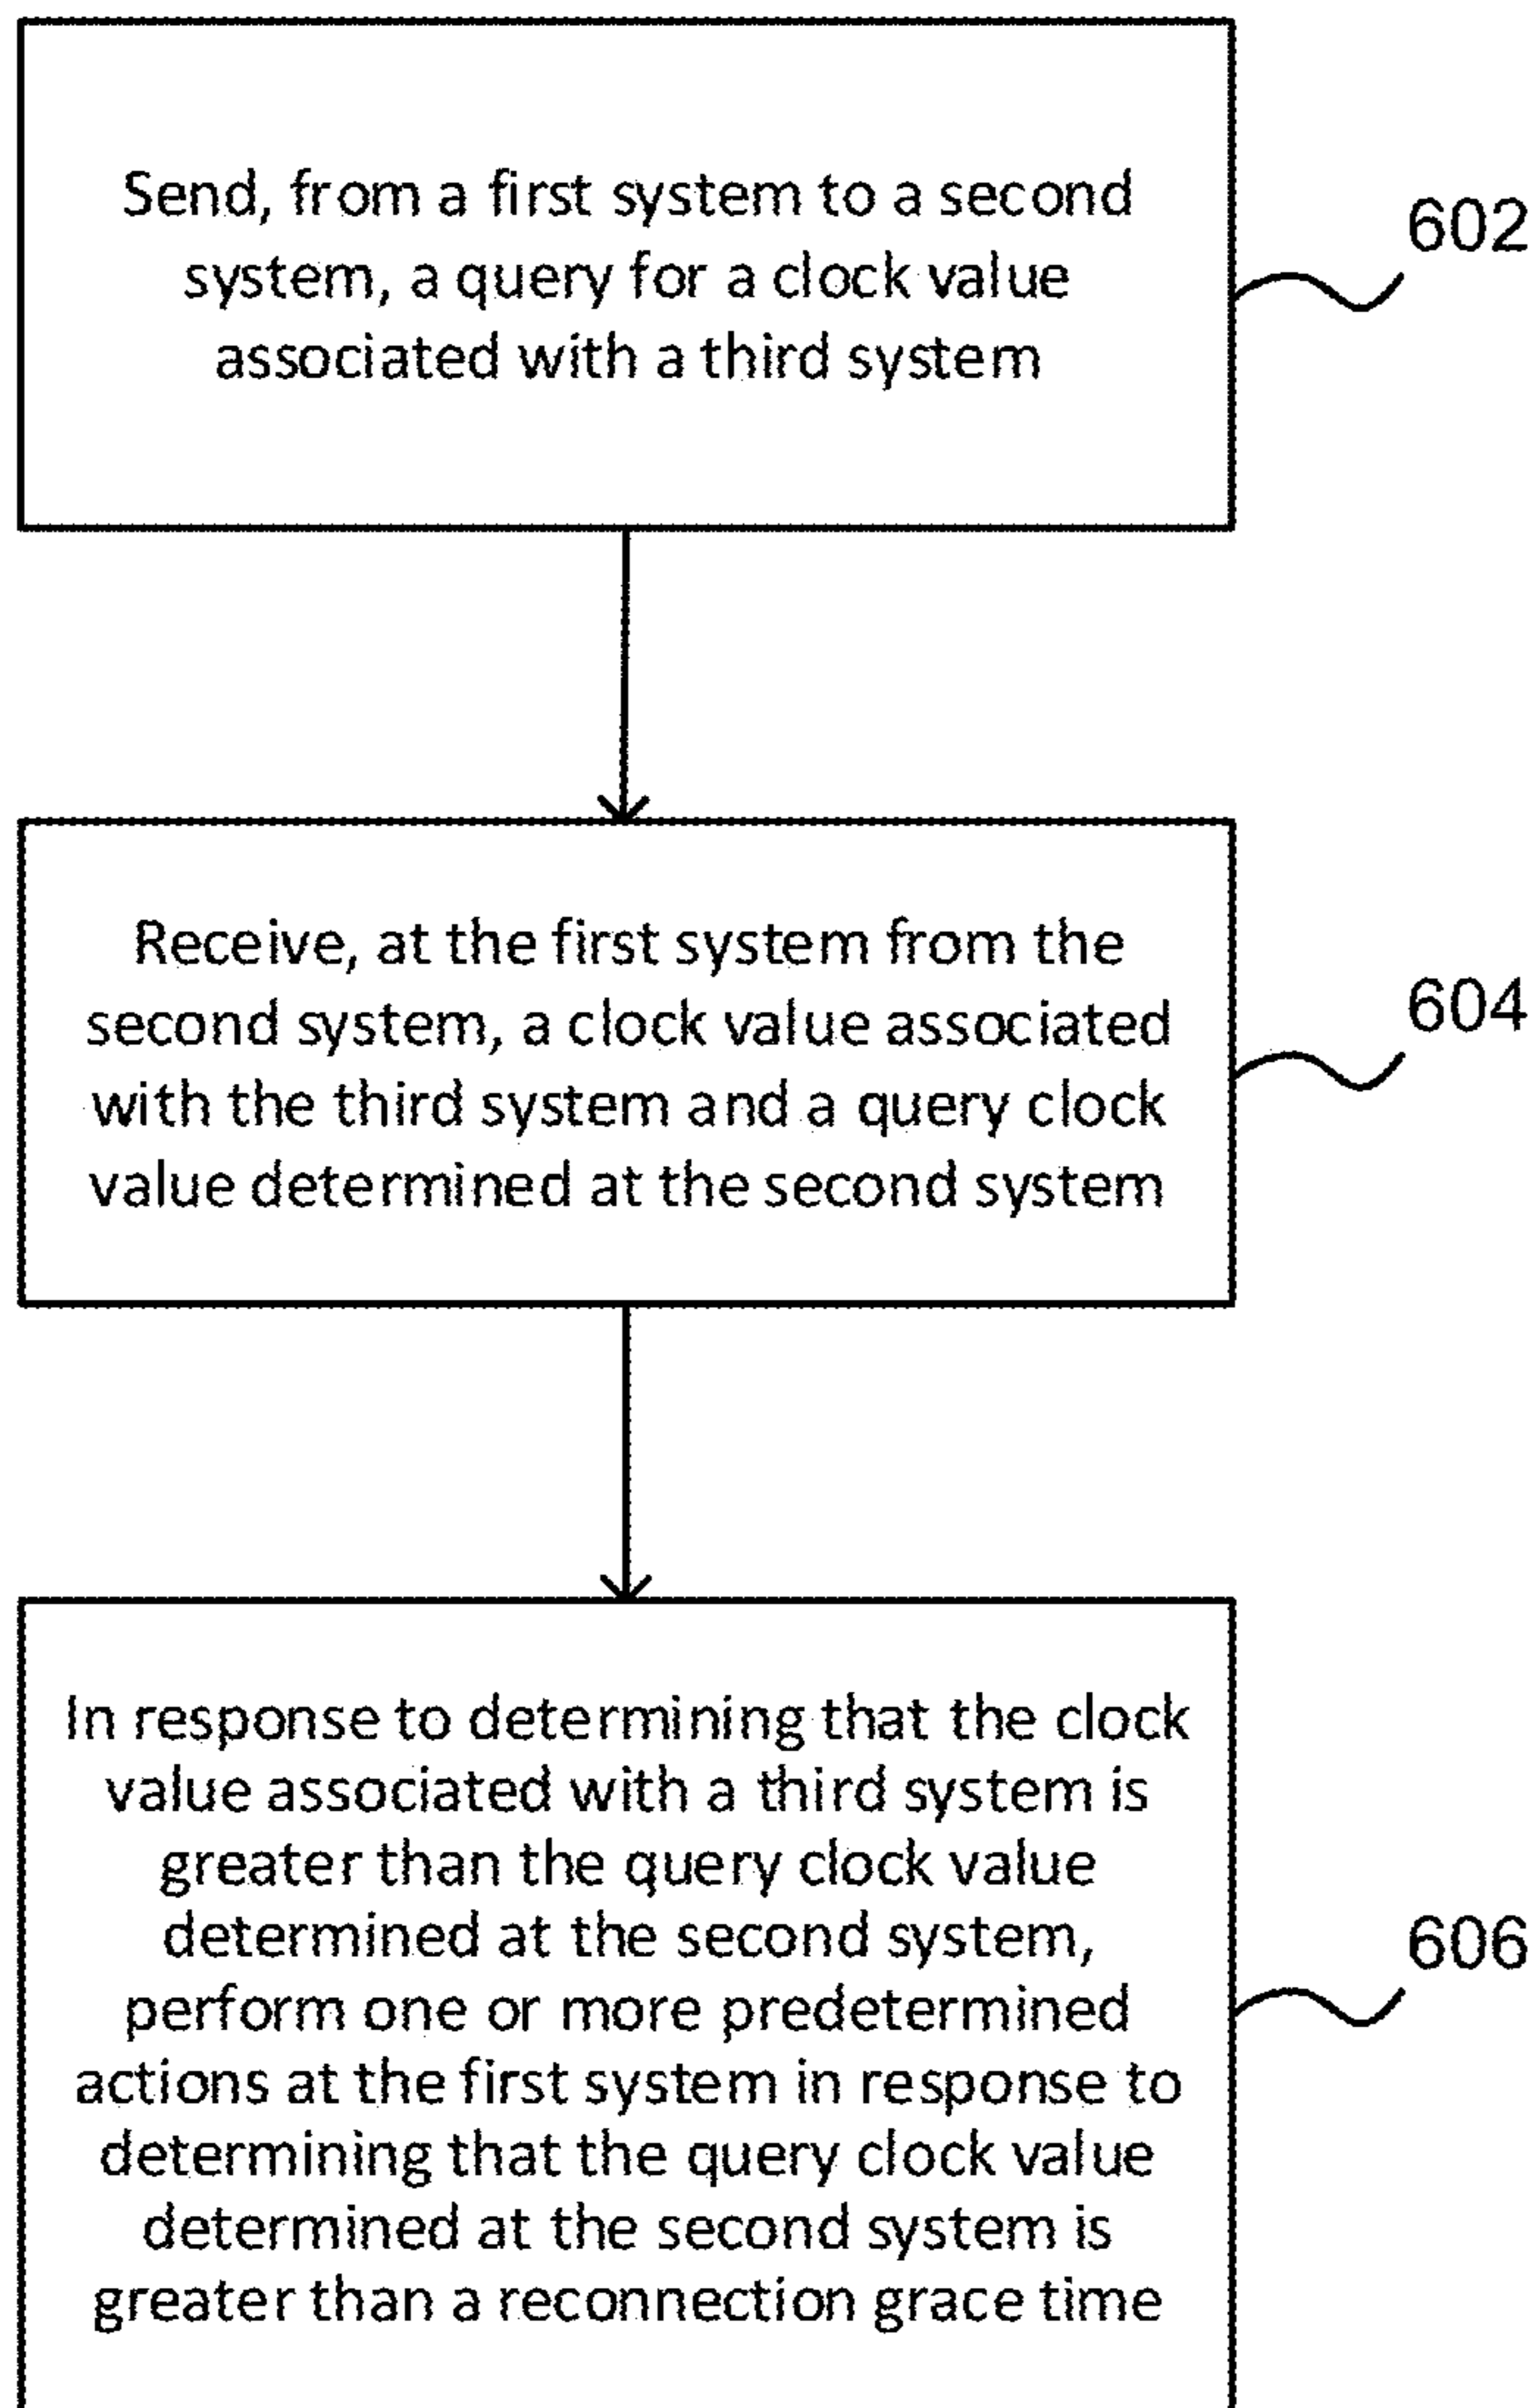 Send, from a first system to a second
system, a query for a clock value
associated with a third system
602
Receive, at the first system from the
second system, a clock value associated
with the third system and a query clock
value determined at the second system
604
In response to determining that the clock
value associated with a third system is
greater than the query clock value
determined at the second system,
perform one or more predetermined
actions at the first system in response to
determining that the query clock value
determined at the second system is
greater than a reconnection grace time
606